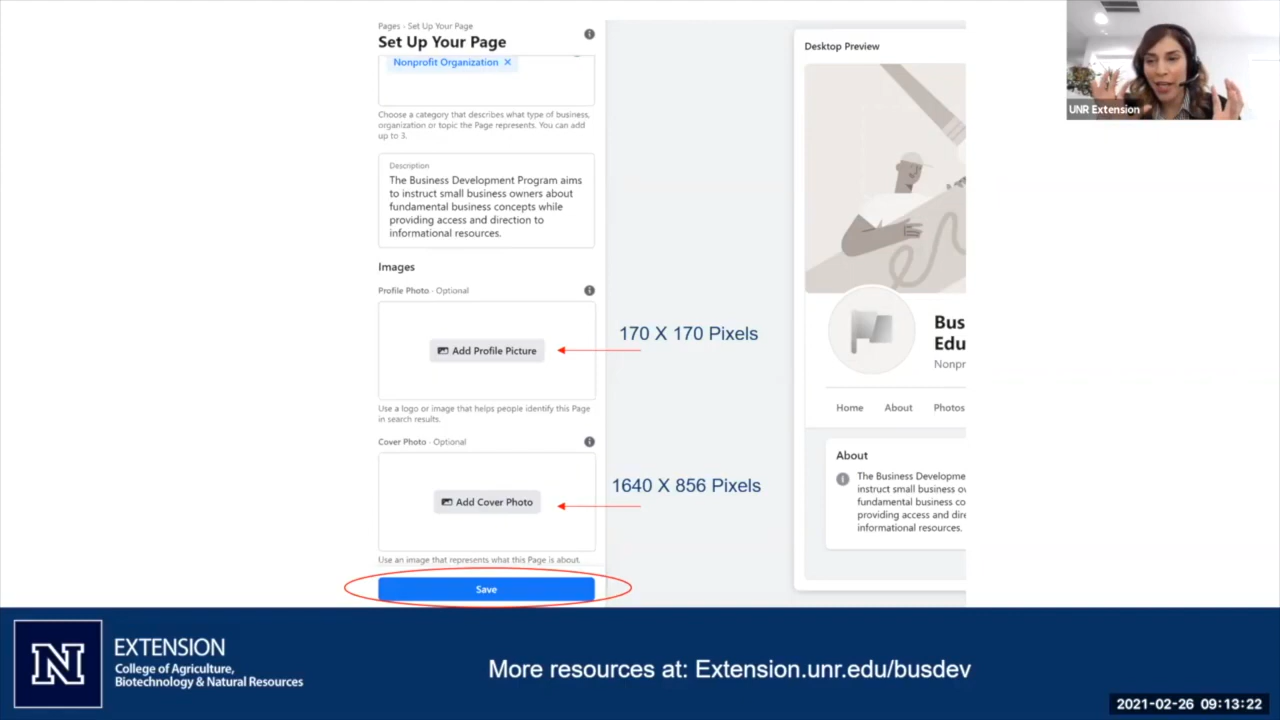 Pages › Set Up Your Page
Set Up Your Page
Nonprofit Organization ×
Choose a category that describes what type of business,
organization or topic the Page represents. You can add
up to 3.
Description
The Business Development Program aims
to instruct small business owners about
fundamental business concepts while
providing access and direction to
informational resources.
Images
Profile Photo · Optional
Add Profile Picture
170 X 170 Pixels
Use a logo or image that helps people identify this Page
in search results.
Cover Photo · Optional
Add Cover Photo
1640 X 856 Pixels
Use an image that represents what this Page is about.
Save
Desktop Preview
Bus
Edu
Nonpr
Home About Photos
About
The Business Developme
instruct small business ov
fundamental business co
providing access and dire
informational resources.
UNR Extension
N
EXTENSION
College of Agriculture,
Biotechnology & Natural Resources
More resources at: Extension.unr.edu/busdev
2021-02-26 09:13:22